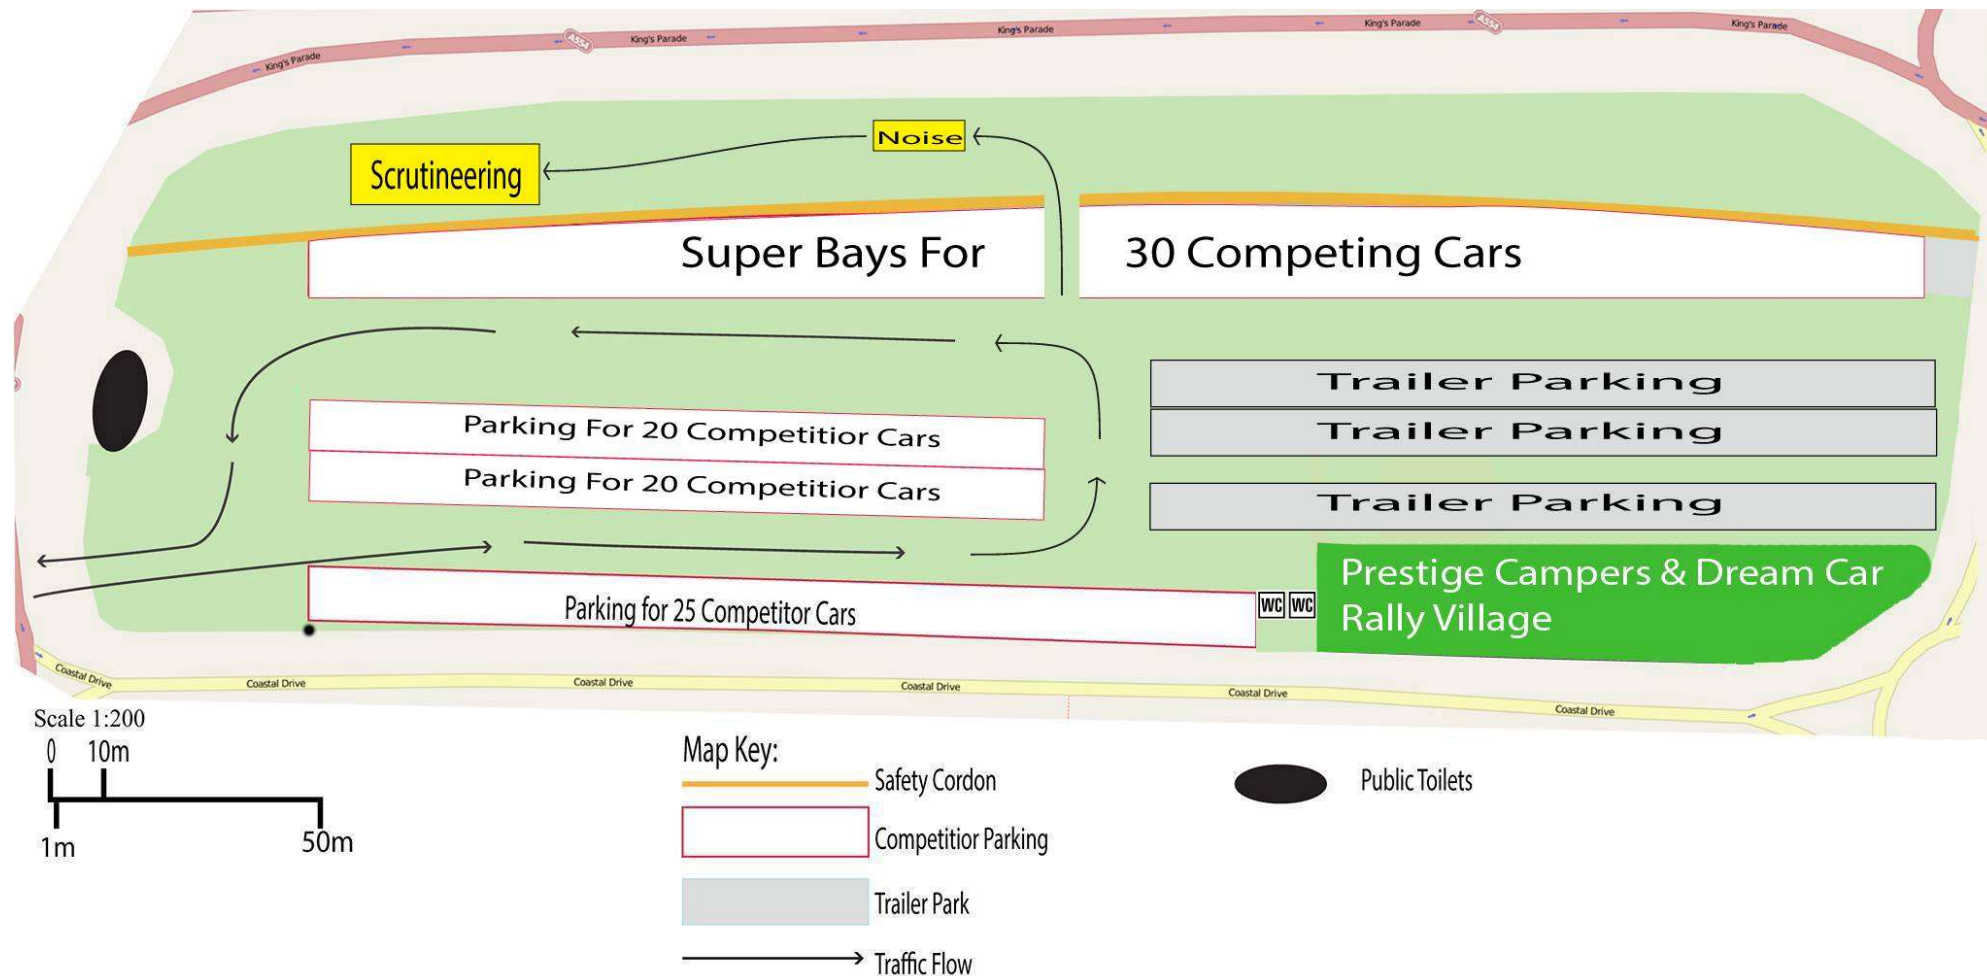 King's Parade
A554
King's Parade
King's Parade
King's Parade
A554
King's Parade
Noise
Scrutineering
Super Bays For
30 Competing Cars
Trailer Parking
Trailer Parking
Trailer Parking
Parking For 20 Competitior Cars
Parking For 20 Competitior Cars
Parking for 25 Competitor Cars
WC WC
Prestige Campers & Dream Car
Rally Village
Coastal Drive
Coastal Drive
Coastal Drive
Coastal Drive
Coastal Drive
Coastal Drive
Scale 1:200
0 10m
1m 50m
Map Key:
Safety Cordon
Competitior Parking
Trailer Park
Traffic Flow
Public Toilets